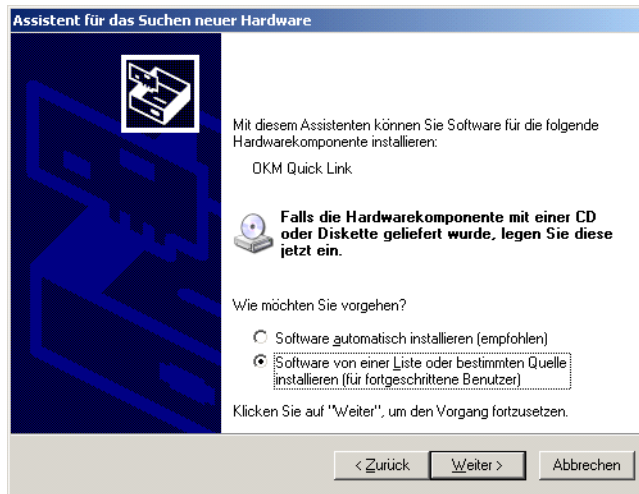 Assistent für das Suchen neuer Hardware
Mit diesem Assistenten können Sie Software für die folgende
Hardwarekomponente installieren:
OKM Quick Link
Falls die Hardwarekomponente mit einer CD
oder Diskette geliefert wurde, legen Sie diese
jetzt ein.
Wie möchten Sie vorgehen?
Software automatisch installieren (empfohlen)
Software von einer Liste oder bestimmten Quelle
installieren (für fortgeschrittene Benutzer)
Klicken Sie auf "Weiter", um den Vorgang fortzusetzen.
< Zurück Weiter > Abbrechen